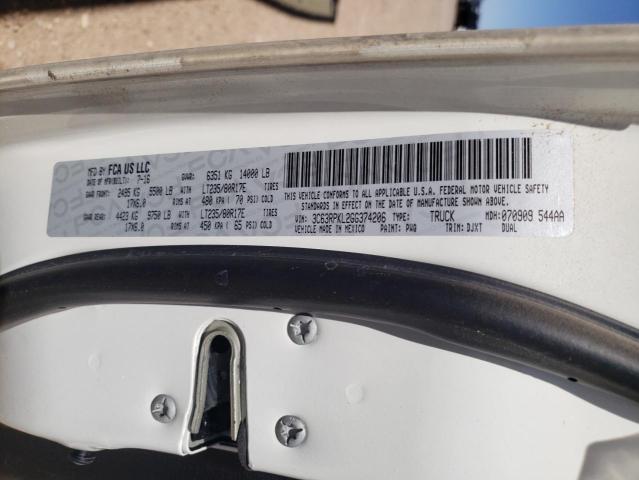 MFD BY FCA US LLC GVWR: 6351 KG 14000 LB
DATE OF MFR(BUILT): 7-16
GAWR FRONT: 2495 KG 5500 LB LT235/80R17E TIRES
17X6.0 RIMS AT 480 KPA( 70 PSI) COLD
GAWR REAR: 4423 KG 9750 LB LT235/80R17E TIRES
17X6.0 RIMS AT 450 KPA( 65 PSI) COLD
THIS VEHICLE CONFORMS TO ALL APPLICABLE U.S.A. FEDERAL MOTOR VEHICLE SAFETY
STANDARDS IN EFFECT ON THE DATE OF MANUFACTURE SHOWN ABOVE.
VIN: 3C63RPKL2GG374206 TYPE: TRUCK MDH: 070909 544AA
VEHICLE MADE IN MEXICO PAINT: PW8 TRIM: DJXT DUAL